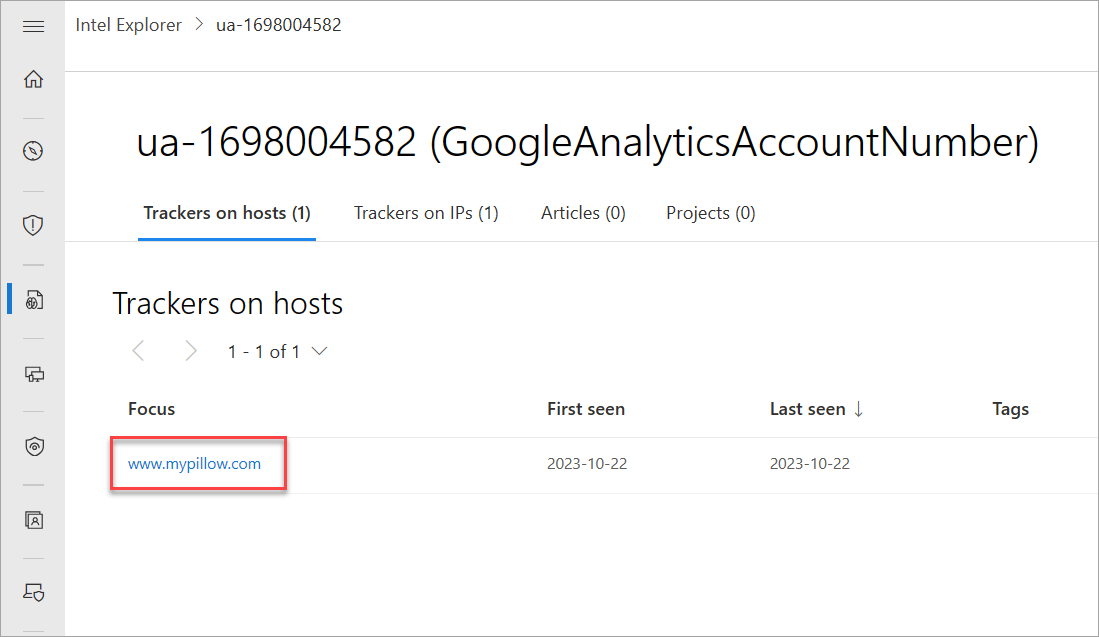 Intel Explorer > ua-1698004582
ua-1698004582 (GoogleAnalyticsAccountNumber)
Trackers on hosts (1) Trackers on IPs (1) Articles (0) Projects (0)
Trackers on hosts
1 - 1 of 1
Focus First seen Last seen ↓ Tags
www.mypillow.com 2023-10-22 2023-10-22